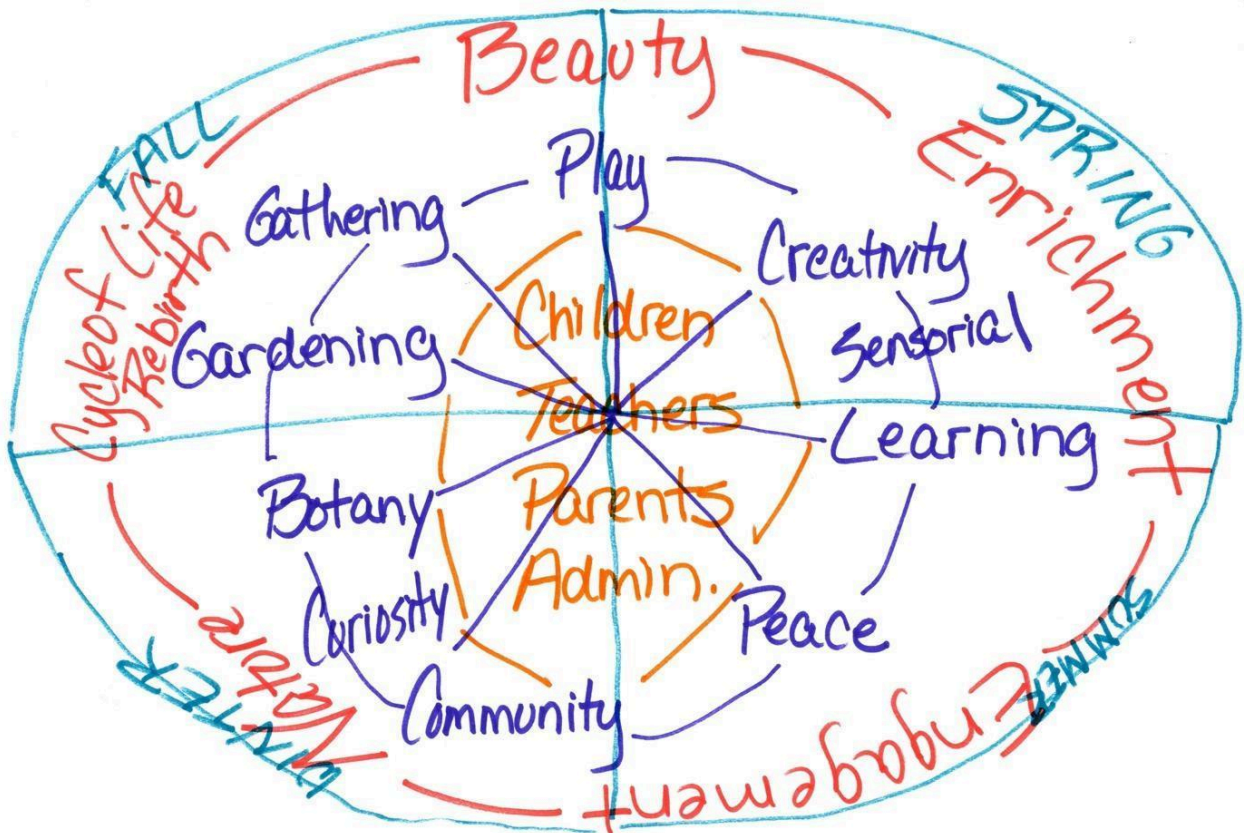 Beauty
SPRING
Enrichment
SUMMER
Engagement
WINTER
Nature
FALL
Cycle of Life
Rebirth
Play
Creativity
Sensorial
Learning
Peace
Community
Curiosity
Botany
Gardening
Gathering
Children
Teachers
Parents
Admin.